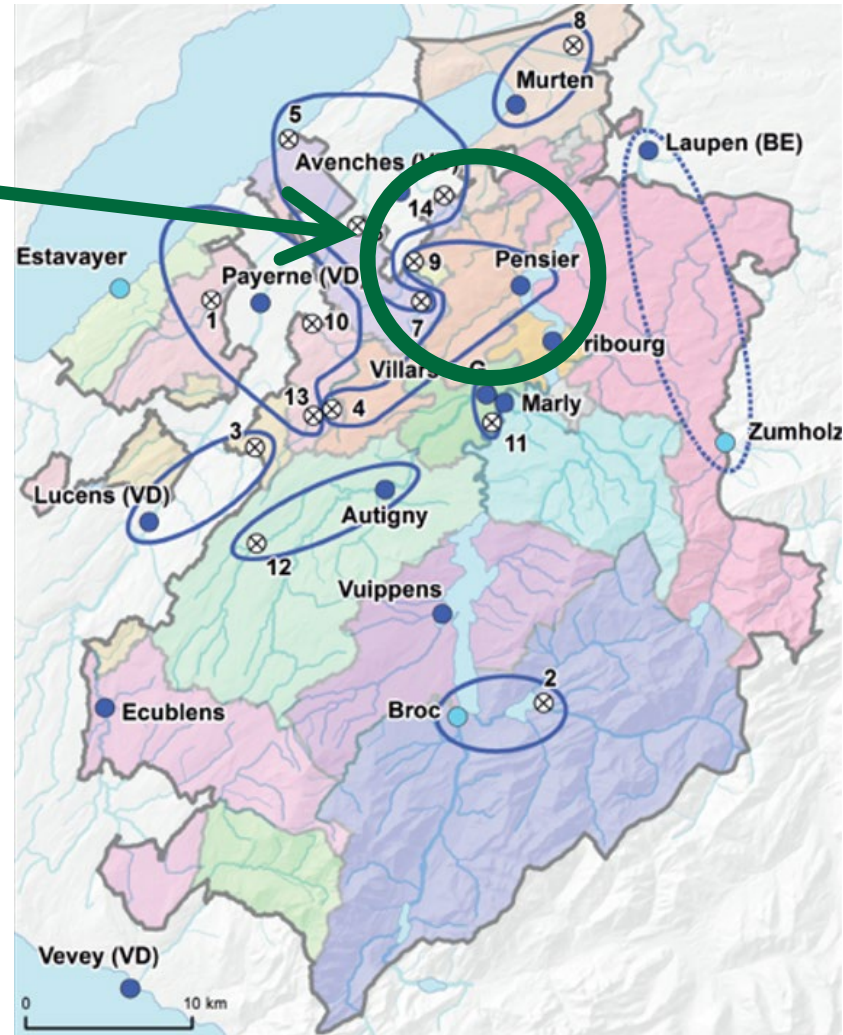 8
Murten
5
Laupen (BE)
Avenches (VD)
14
9
Estavayer
Pensier
Payerne (VD)
1
7
10
ribourg
Villars
13
4
Marly
3
11
Zumholz
Lucens (VD)
Autigny
12
Vuippens
2
Broc
Ecublens
Vevey (VD)
0
10 km